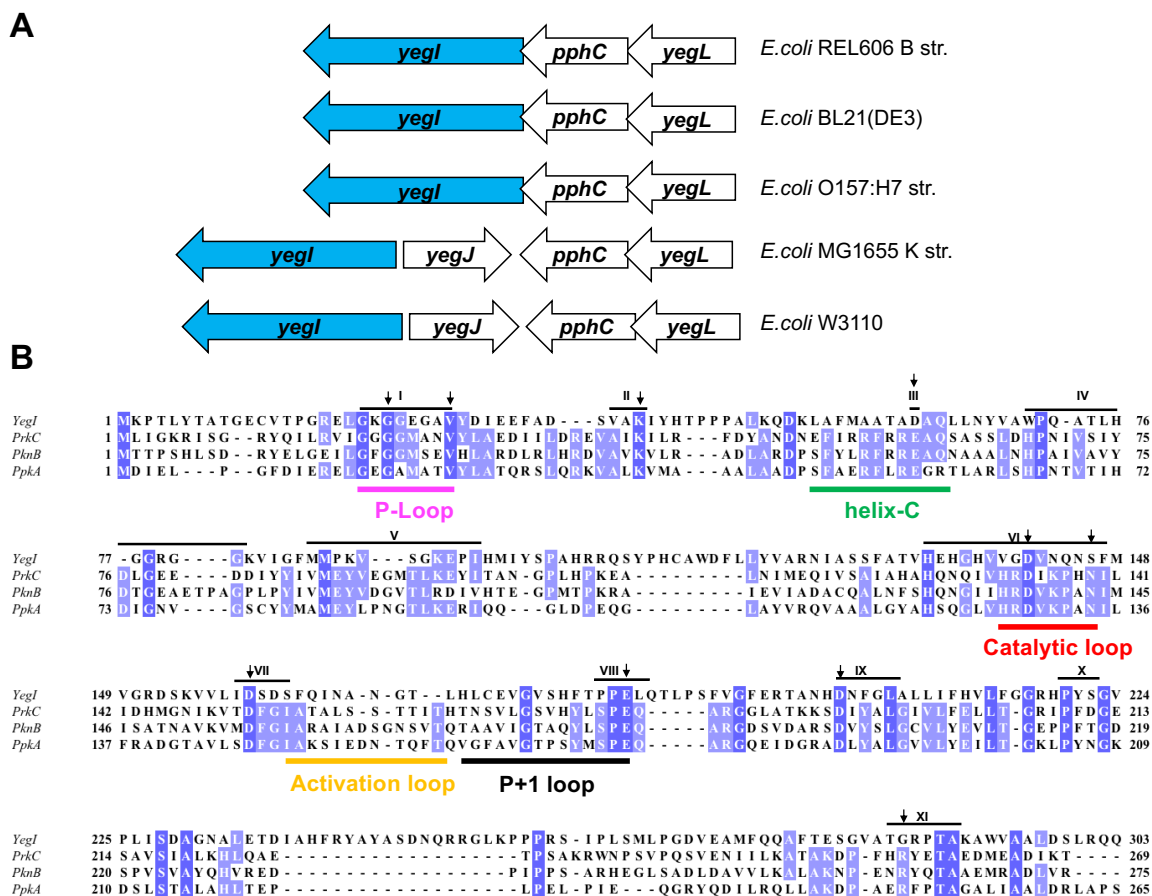 A
yegI pphC yegL E.coli REL606 B str.
yegI pphC yegL E.coli BL21(DE3)
yegI pphC yegL E.coli O157:H7 str.
yegI yegJ pphC yegL E.coli MG1655 K str.
yegI yegJ pphC yegL E.coli W3110
B
I II III IV
YegI 1 MKPTLYTATGECVTPGRELGKGGEGAVYDIEEFAD---SVAKIYHTPPPALKQDKLAFMAATADAQLLNYVAWPQ-ATLH 76
PrkC 1 MLIGKRISG--RYQILRVIGGGGMANVYLAEDIILDREVAIKILR--FDYANDNEFIRRFRREAQSASSLDHPNIVSIY 75
PknB 1 MTTPSHLSD--RYELGEILGFGGMSEVHLARDLRLHRDVAVKVLR--ADLARDPSFYLRFRREAQNAAALNHPAIVAVY 75
PpkA 1 MDIEL---PGFDIERELGEGAMATVYLATQRSLQRKVALKVMA--AALAADPSFAERFLREGRTLARLSHPNTVTIH 72
P-Loop helix-C
V VI
YegI 77 -GGRG----GKVIGFMMPKV---SGKEPIHMIYSPAHRRQSYPHCAWDFLLYVARNIASSFATVHEHGHVVGDVNQNSFM 148
PrkC 76 DLGEE----DDIYYIVMEYVEGMTLKEYITAN-GPLHPKEA------LNIMEQIVSAIAHAHQNQIVHRDIKPHNIL 141
PknB 76 DTGEAETPAGPLPYIVMEYVDGVTLRDIVHTE-GPMTPKRA------IEVIADACQALNFSHQNGIIHRDVKPANIM 145
PpkA 73 DIGNV----GSCYYMAMEYLPNGTLKERIQQ--GLDPEQG------LAYVRQVAAALGYAHSQGLVHRDVKPANIL 136
Catalytic loop
VII VIII IX X
YegI 149 VGRDSKVVLIDSDSFQINA-N-GT--LHLCEVGVSHFTPPELQTLPSFVGFERTANHDNFGLALLIFHVLFGGRHPYSGV 224
PrkC 142 IDHMGNIKVTDFGIATALS-S-TTITHTNSVLGSVHYLSPEQ-----ARGGLATKKSDIYALGIVLFELLT-GRIPFDGE 213
PknB 146 ISATNAVKVMDFGIARAIADSGNSVTQTAAVIGTAQYLSPEQ-----ARGDSVDARSDVYSLGCVLYEVLT-GEPPFTGD 219
PpkA 137 FRADGTAVLSDFGIAKSIEDN-TQFTQVGFAVGTPSYMSPEQ-----ARGQEIDGRADLYALGVVLYEILT-GKLPYNGK 209
Activation loop P+1 loop
XI
YegI 225 PLISDAGNALETDIAHFRYAYASDNQRRGLKPPPRS-IPLSMLPGDVEAMFQQAFTESGVATGRPTAKAWVAALDSLRQQ 303
PrkC 214 SAVSIALKHLQAE----------------TPSAKRWNPSVPQSVENIILKATAKDP-FHRYETAEDMEADIKT--- 269
PknB 220 SPVSVAYQHVRED----------------PIPPSARHEGLSADLDAVVLKALAKNP-ENRYQTAAEMRADLVR--- 275
PpkA 210 DSLSTALAHLTEP----------------LPEL-PIE--QGRYQDILRQLLAKDP-AERFPTAGALIAALDRLAPS 265